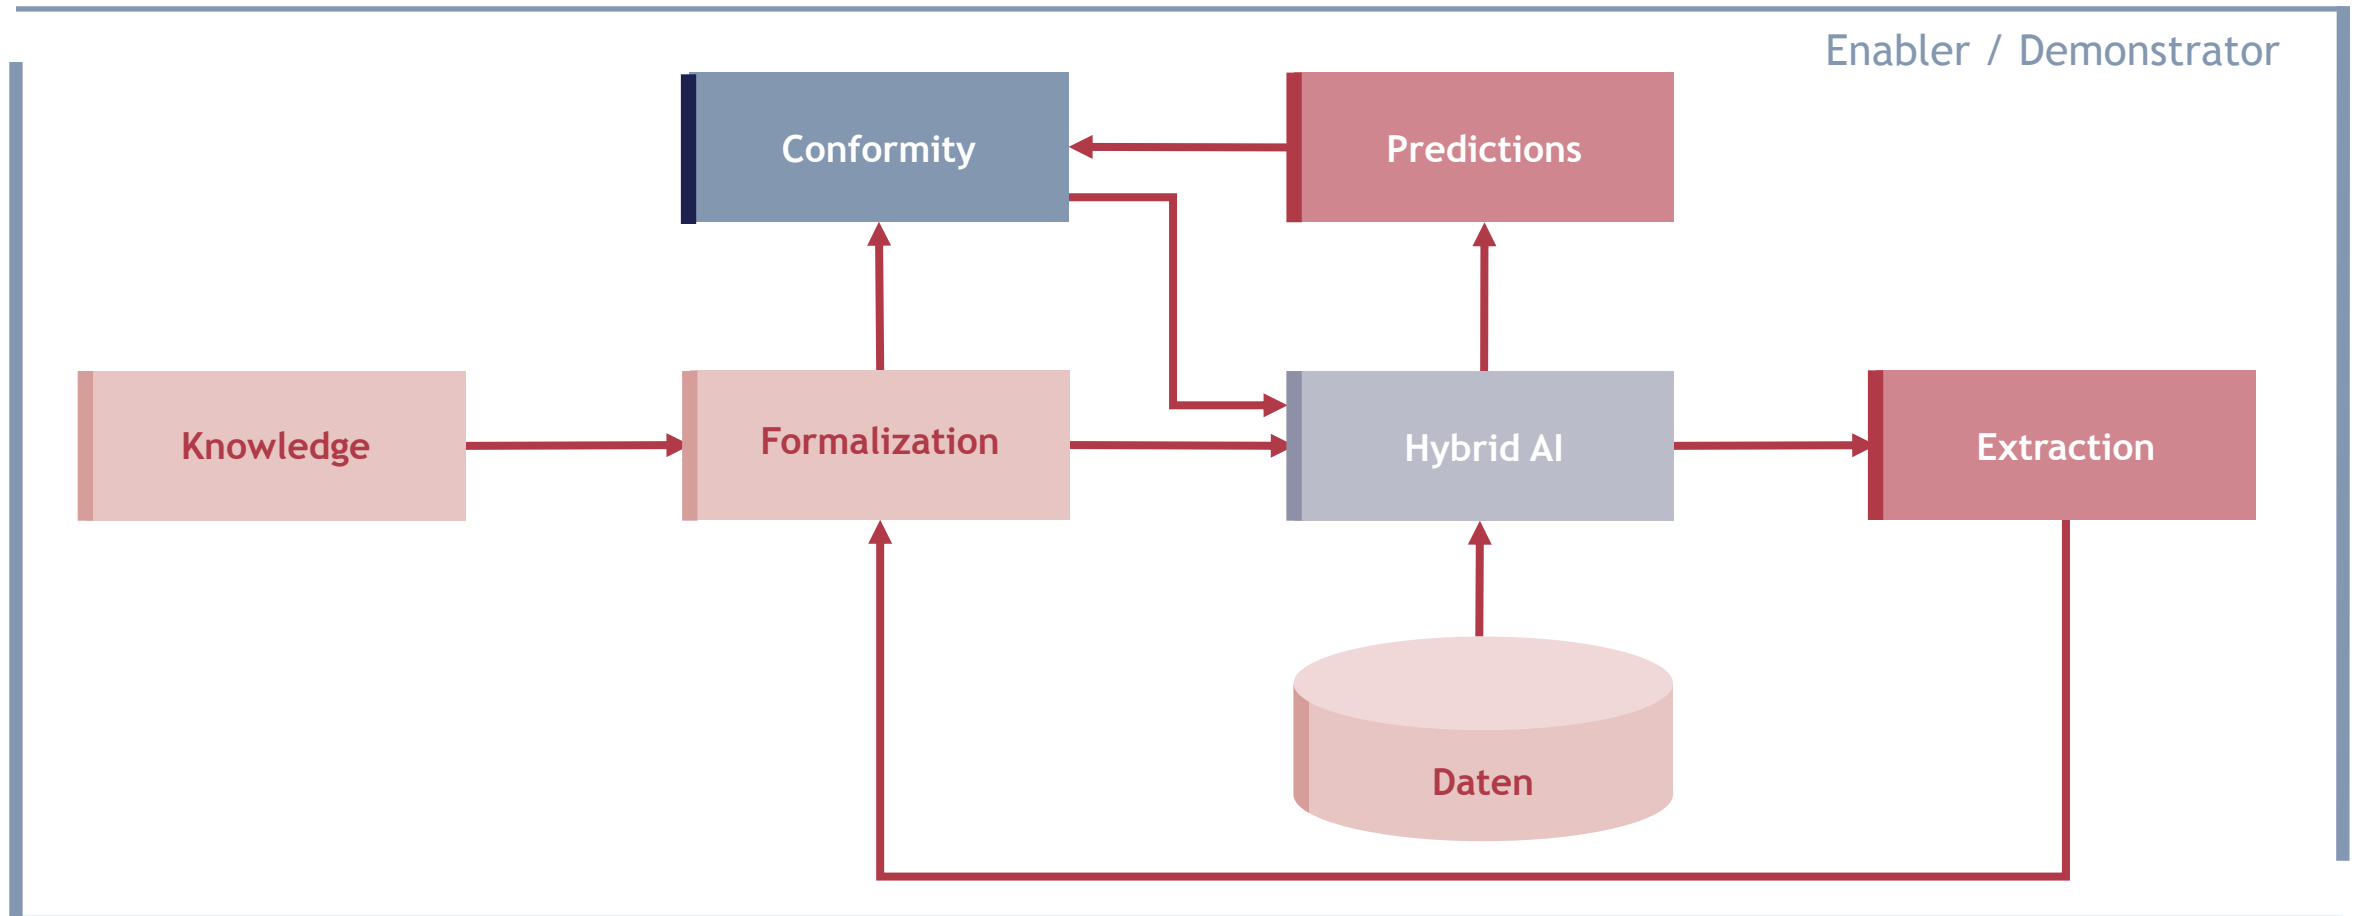 Enabler / Demonstrator
Conformity
Predictions
Knowledge
Formalization
Hybrid AI
Extraction
Daten